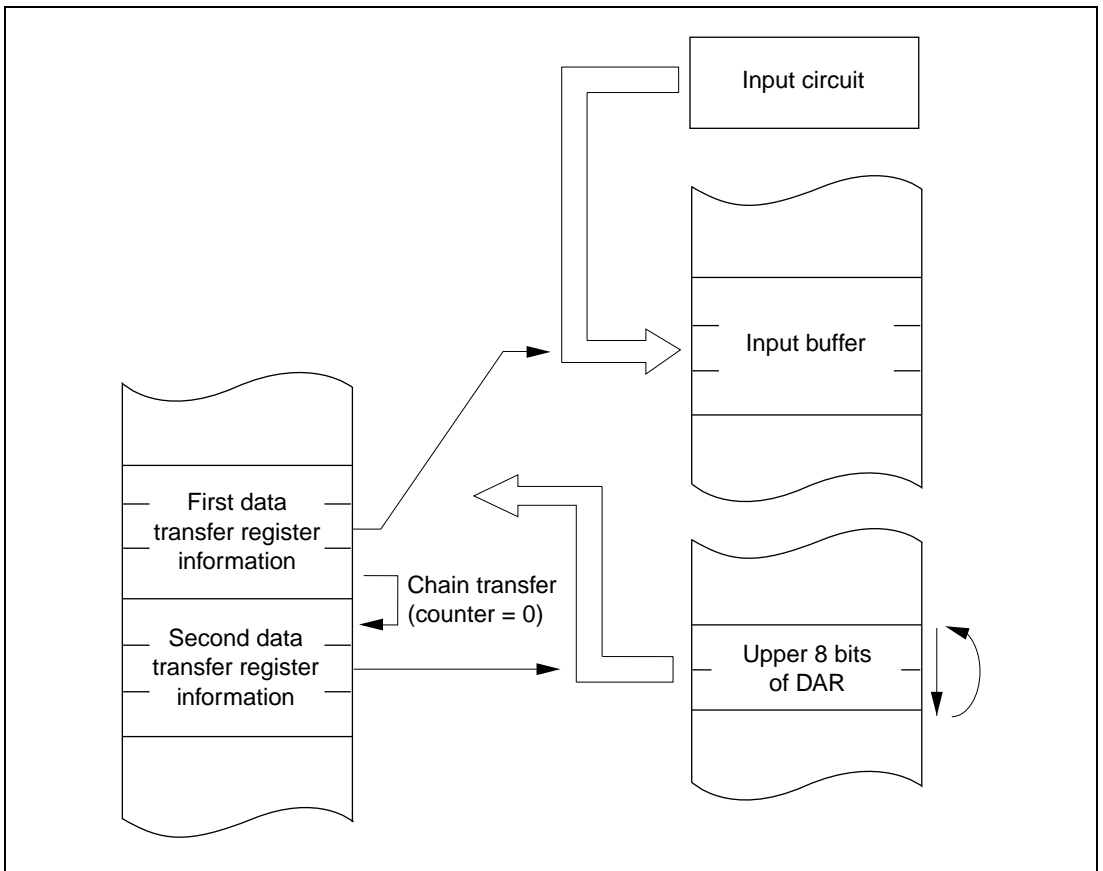 Input circuit
Input buffer
First data
transfer register
information
Chain transfer
(counter = 0)
Second data
transfer register
information
Upper 8 bits
of DAR